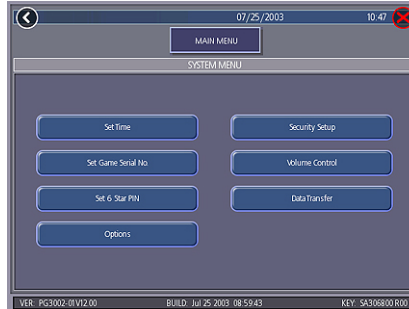 07/25/2003 10:47
MAIN MENU
SYSTEM MENU
Set Time
Security Setup
Set Game Serial No.
Volume Control
Set 6 Star PIN
Data Transfer
Options
VER: PG3002-01V12.00 BUILD: Jul 25 2003 08:59:43 KEY: SA306800R00